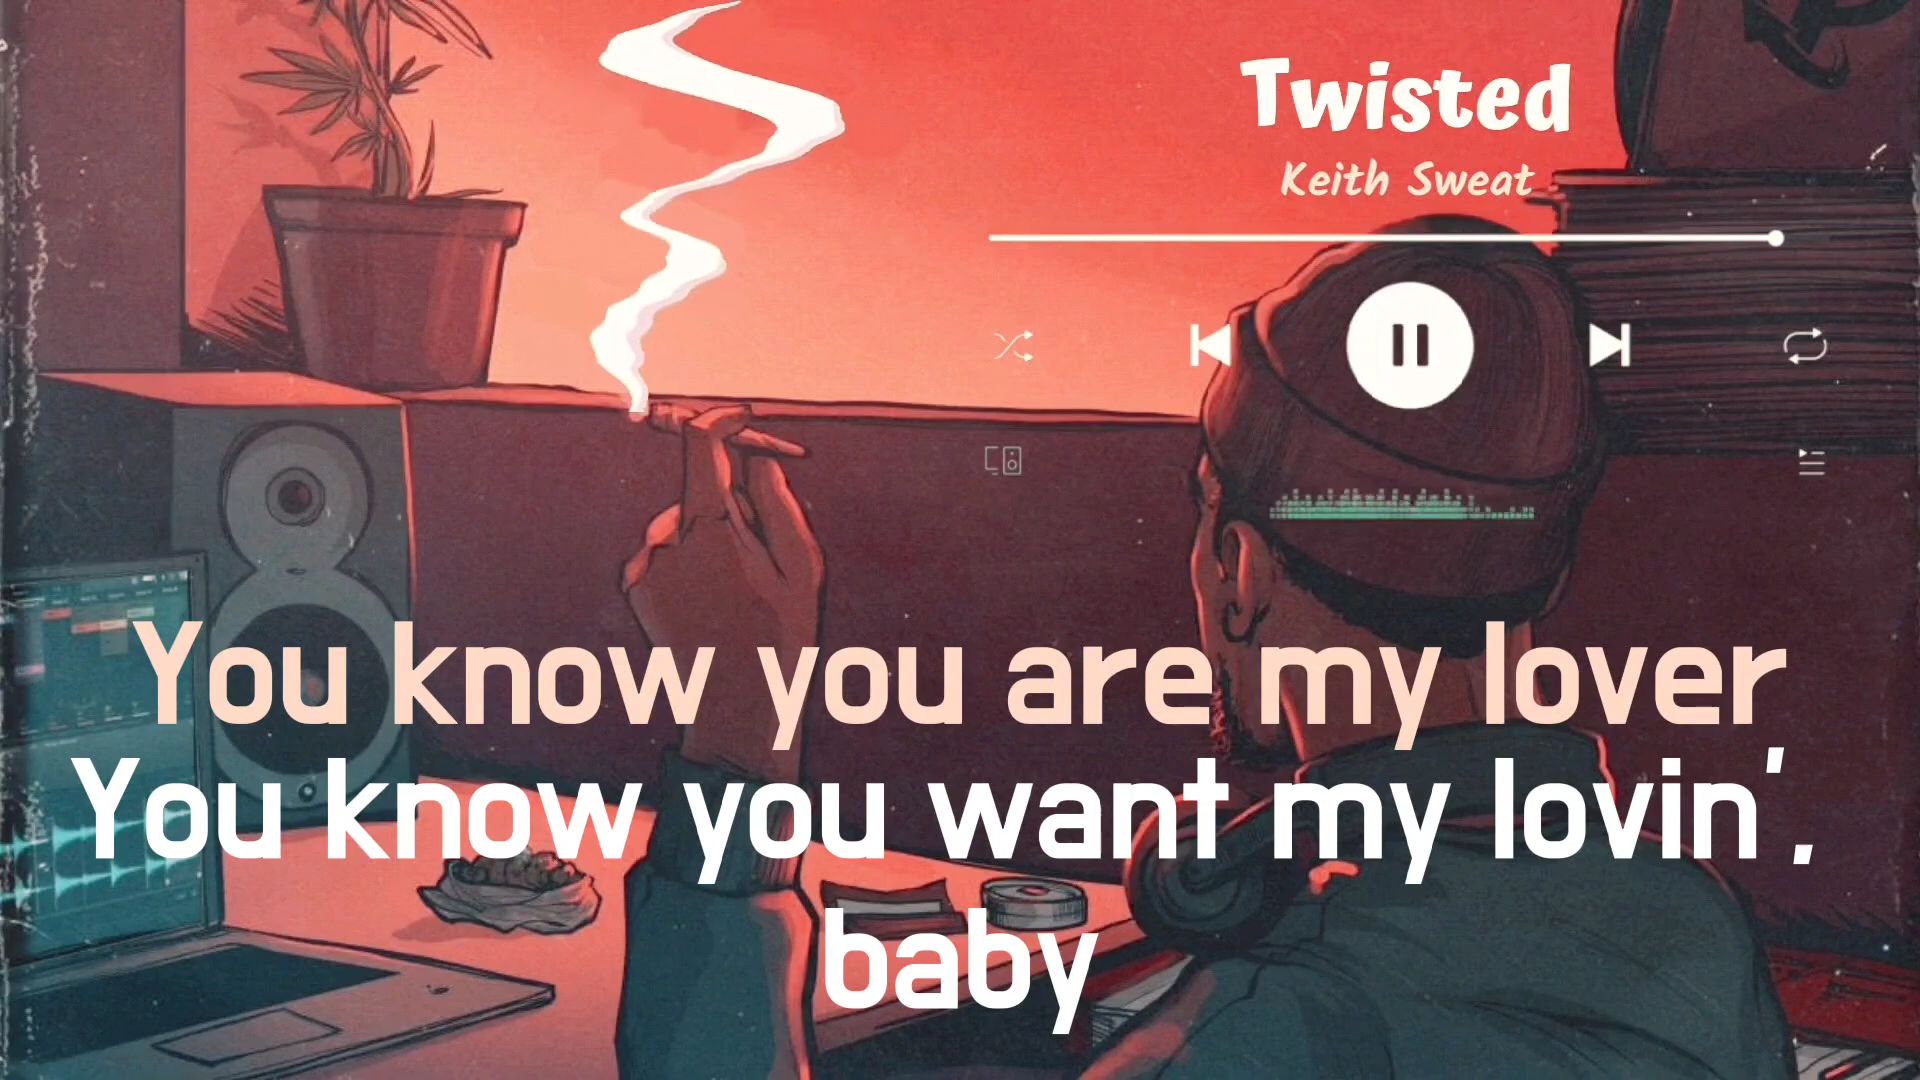 Twisted
Keith Sweat
You know you are my lover
You know you want my lovin'.
baby